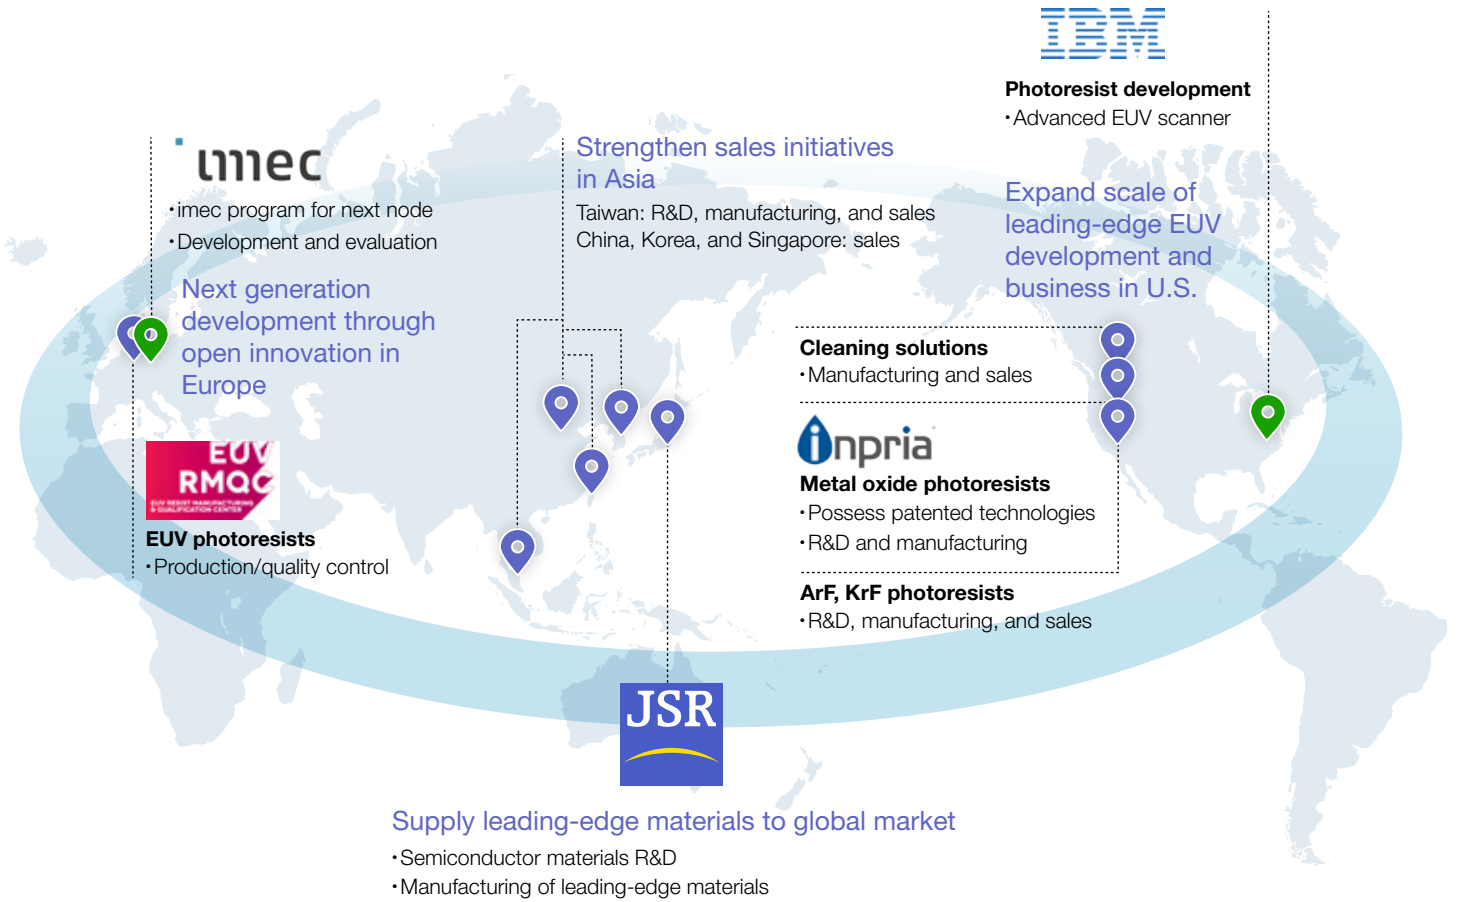 IBM
Photoresist development
・Advanced EUV scanner
imec
・imec program for next node
・Development and evaluation
Next generation
development through
open innovation in
Europe
EUV
RMQC
EUV RESIST MANUFACTURING
& QUALIFICATION CENTER
EUV photoresists
・Production/quality control
Strengthen sales initiatives
in Asia
Taiwan: R&D, manufacturing, and sales
China, Korea, and Singapore: sales
Expand scale of
leading-edge EUV
development and
business in U.S.
Cleaning solutions
・Manufacturing and sales
inpria
Metal oxide photoresists
・Possess patented technologies
・R&D and manufacturing
ArF, KrF photoresists
・R&D, manufacturing, and sales
JSR
Supply leading-edge materials to global market
・Semiconductor materials R&D
・Manufacturing of leading-edge materials